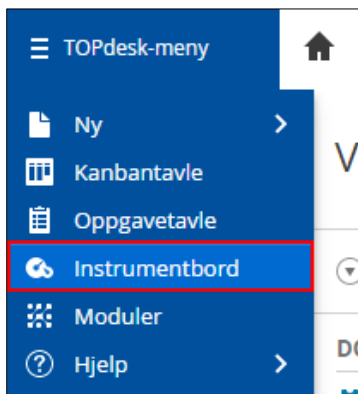 TOPdesk-meny
Ny
Kanbantavle
Oppgavetavle
Instrumentbord
Moduler
Hjelp